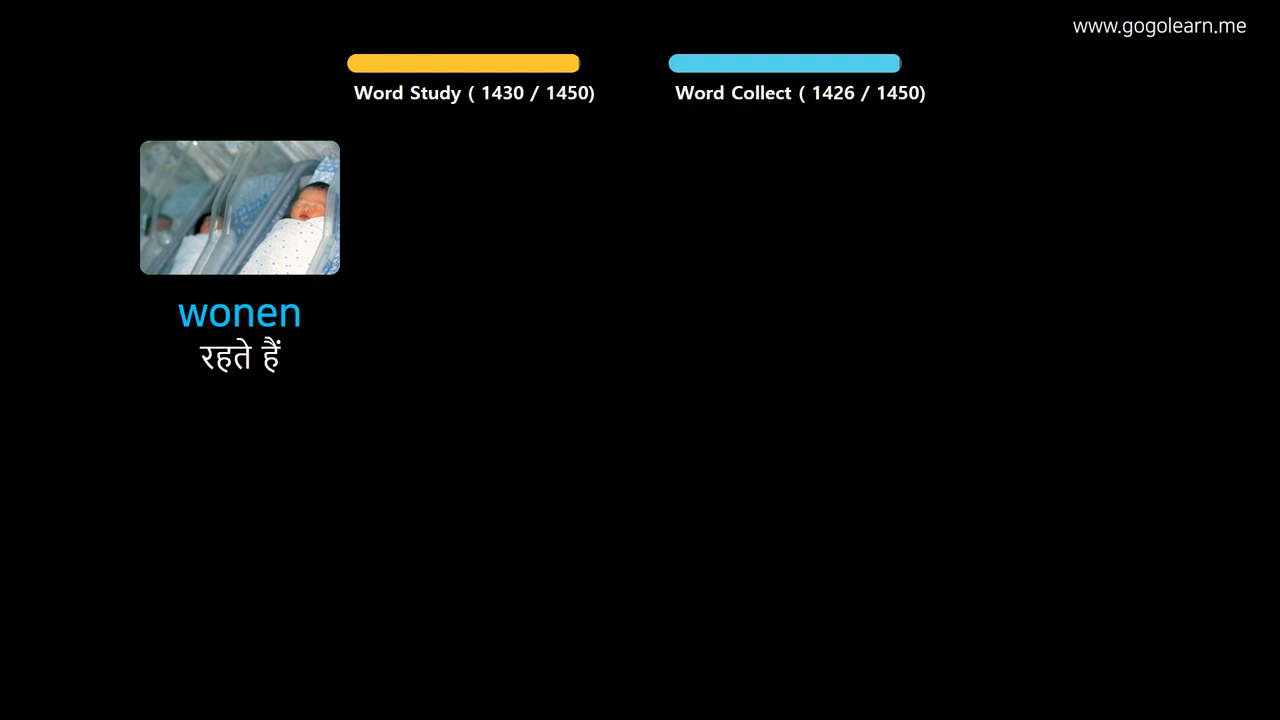 www.gogolearn.me
Word Study ( 1430 / 1450)
Word Collect ( 1426 / 1450)
wonen
रहते हैं